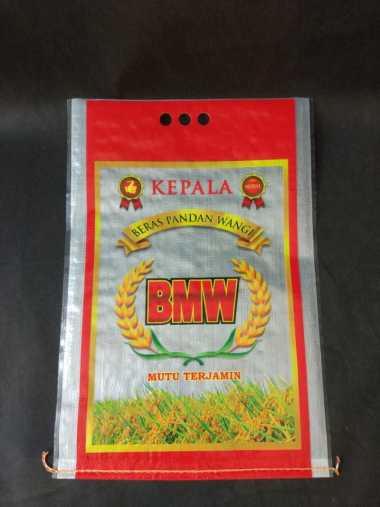 KEPALA
BERAS PANDAN WANGI
BMW
MUTU TERJAMIN